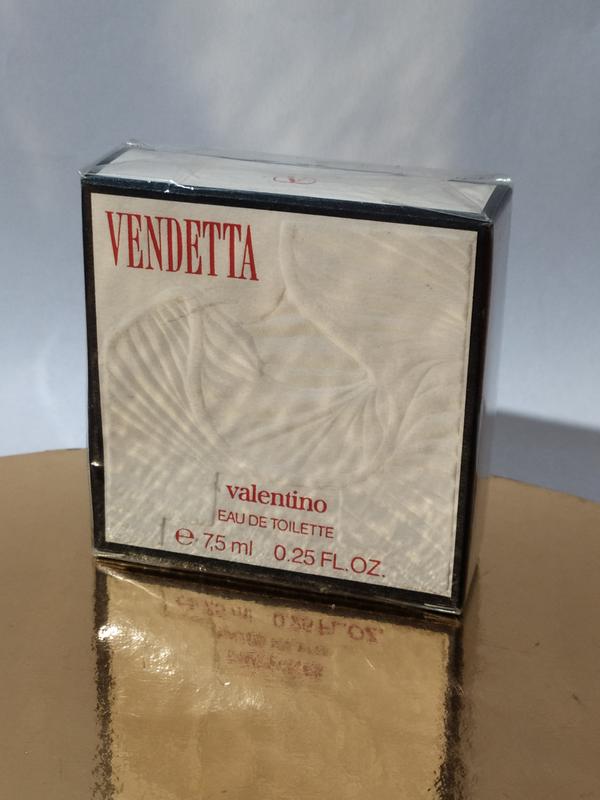 VENDETTA
valentino
EAU DE TOILETTE
℮ 7,5 ml 0.25 FL.OZ.